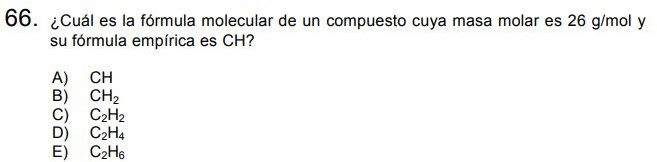 66. ¿Cuál es la fórmula molecular de un compuesto cuya masa molar es 26 g/mol y
su fórmula empírica es CH?
A) CH
B) CH₂
C) C₂H₂
D) C₂H₄
E) C₂H₆